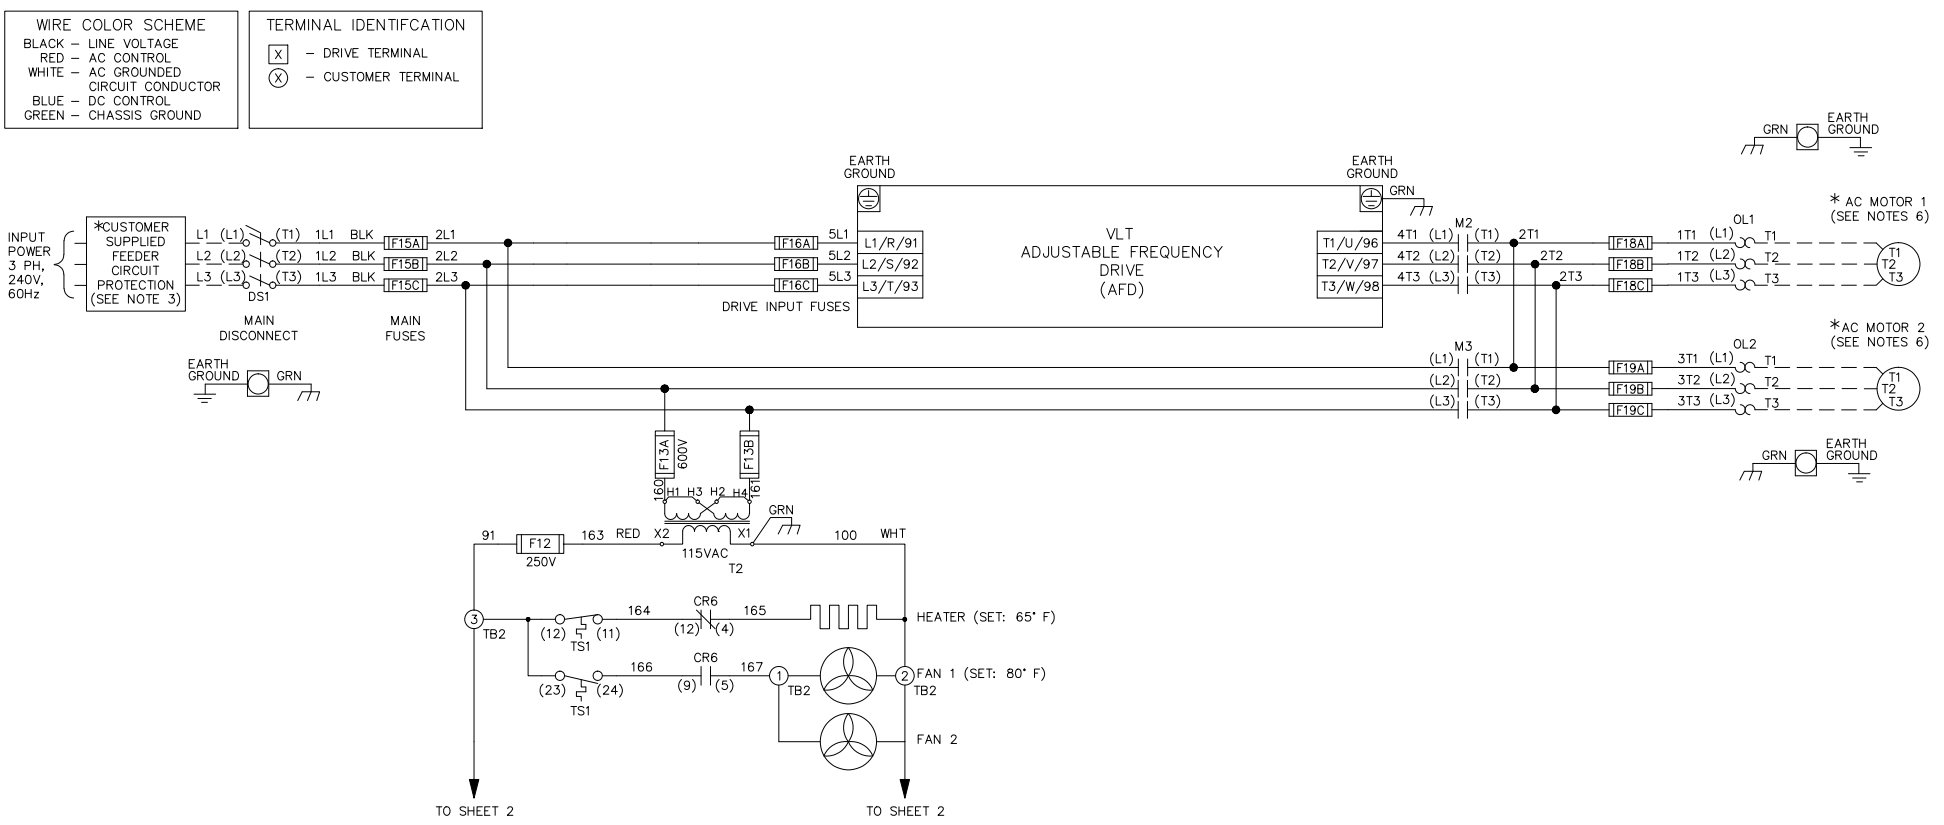 WIRE COLOR SCHEME
BLACK – LINE VOLTAGE
RED – AC CONTROL
WHITE – AC GROUNDED
CIRCUIT CONDUCTOR
BLUE – DC CONTROL
GREEN – CHASSIS GROUND
TERMINAL IDENTIFCATION
X – DRIVE TERMINAL
X – CUSTOMER TERMINAL
GRN
EARTH
GROUND
EARTH
GROUND
EARTH
GROUND
GRN
INPUT
POWER
3 PH,
240V,
60Hz
*CUSTOMER
SUPPLIED
FEEDER
CIRCUIT
PROTECTION
(SEE NOTE 3)
L1 (L1) (T1) 1L1 BLK F15A 2L1
L2 (L2) (T2) 1L2 BLK F15B 2L2
L3 (L3) (T3) 1L3 BLK F15C 2L3
DS1
MAIN
DISCONNECT
MAIN
FUSES
EARTH
GROUND
GRN
F16A 5L1 L1/R/91
F16B 5L2 L2/S/92
F16C 5L3 L3/T/93
DRIVE INPUT FUSES
VLT
ADJUSTABLE FREQUENCY
DRIVE
(AFD)
M2
T1/U/96 4T1 (L1) (T1) 2T1 F18A 1T1 (L1) T1
T2/V/97 4T2 (L2) (T2) 2T2 F18B 1T2 (L2) T2
T3/W/98 4T3 (L3) (T3) 2T3 F18C 1T3 (L3) T3
OL1
* AC MOTOR 1
(SEE NOTES 6)
T1
T2
T3
M3
(L1) (T1) F19A 3T1 (L1) T1
(L2) (T2) F19B 3T2 (L2) T2
(L3) (T3) F19C 3T3 (L3) T3
OL2
*AC MOTOR 2
(SEE NOTES 6)
T1
T2
T3
GRN
EARTH
GROUND
F13A
600V
F13B
160
H1 H3 H2 H4
161
GRN
91 F12 163 RED X2 X1 100 WHT
250V
115VAC
T2
3
TB2
(12) (11)
TS1
164
CR6
(12) (4)
165
HEATER (SET: 65° F)
(23) (24)
TS1
166
CR6
(9) (5)
167
1
TB2
2
TB2
FAN 1 (SET: 80° F)
FAN 2
TO SHEET 2
TO SHEET 2